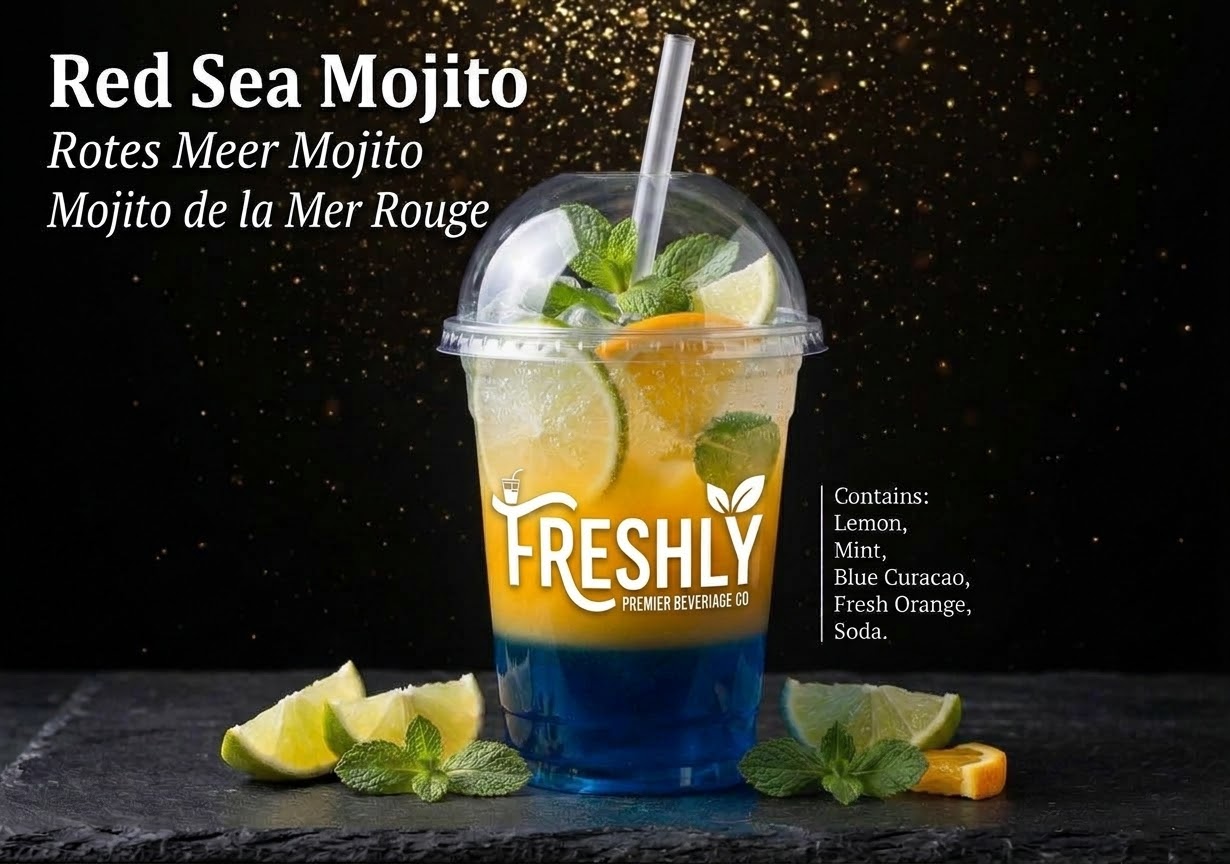 Red Sea Mojito
Rotes Meer Mojito
Mojito de la Mer Rouge
FRESHLY
PREMIER BEVERIAGE CO
Contains:
Lemon,
Mint,
Blue Curacao,
Fresh Orange,
Soda.